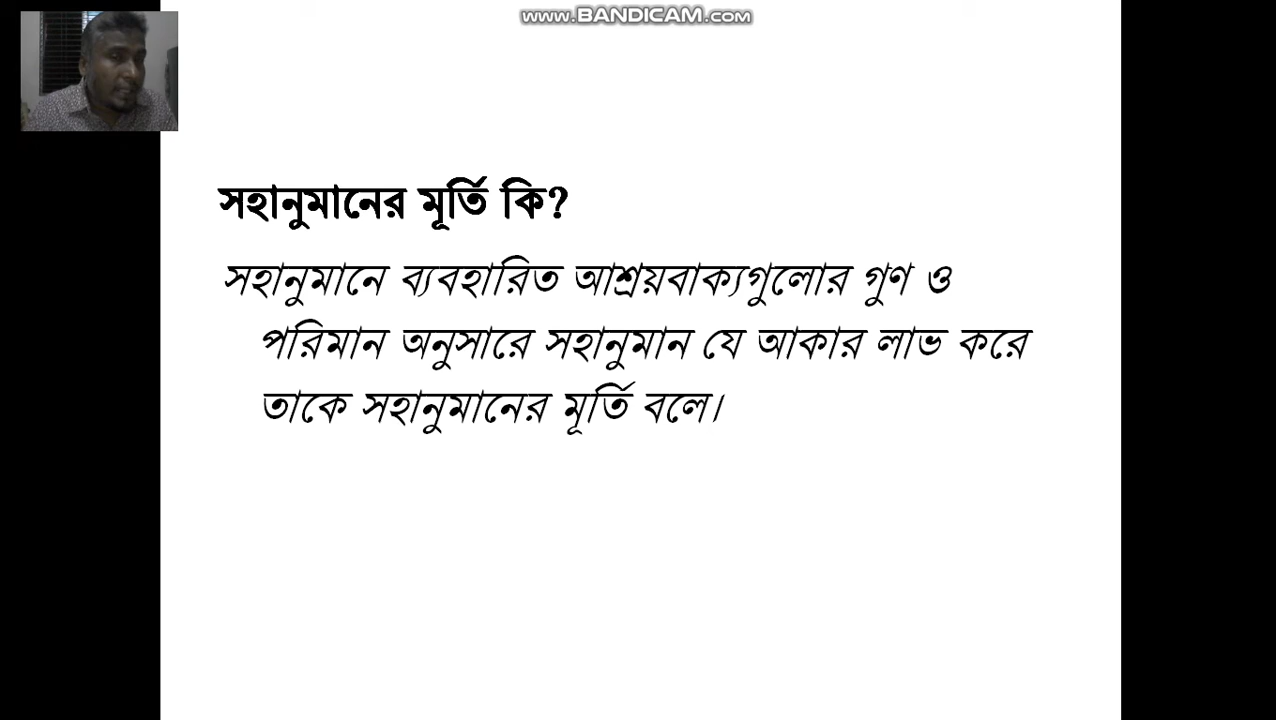 www.BANDICAM.com
সহানুমানের মূর্তি কি?
সহানুমানে ব্যবহারিত আশ্রয়বাক্যগুলোর গুণ ও
পরিমান অনুসারে সহানুমান যে আকার লাভ করে
তাকে সহানুমানের মূর্তি বলে।